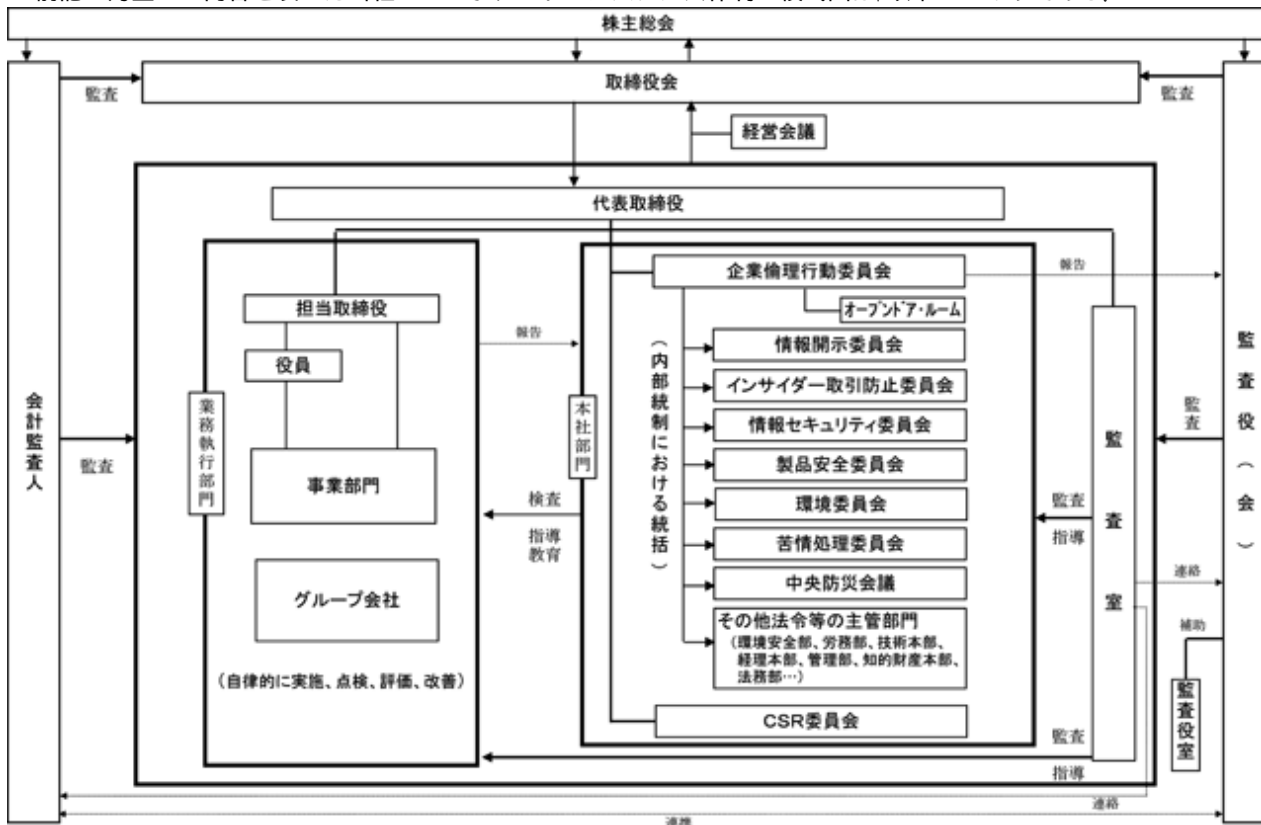 株主総会
取締役会
監査
監査
経営会議
代表取締役
企業倫理行動委員会
報告
オープンドア・ルーム
担当取締役
役員
報告
情報開示委員会
インサイダー取引防止委員会
情報セキュリティ委員会
製品安全委員会
環境委員会
苦情処理委員会
中央防災会議
その他法令等の主管部門
（環境安全部、労務部、技術本部、
経理本部、管理部、知的財産本部、
法務部…）
CSR委員会
（内部統制における統括）
本社部門
業務執行部門
事業部門
グループ会社
（自律的に実施、点検、評価、改善）
検査
指導
教育
会計監査人
監査
監査室
監査
指導
監査
指導
監査役（会）
監査
連絡
補助
監査役室
連絡
連携